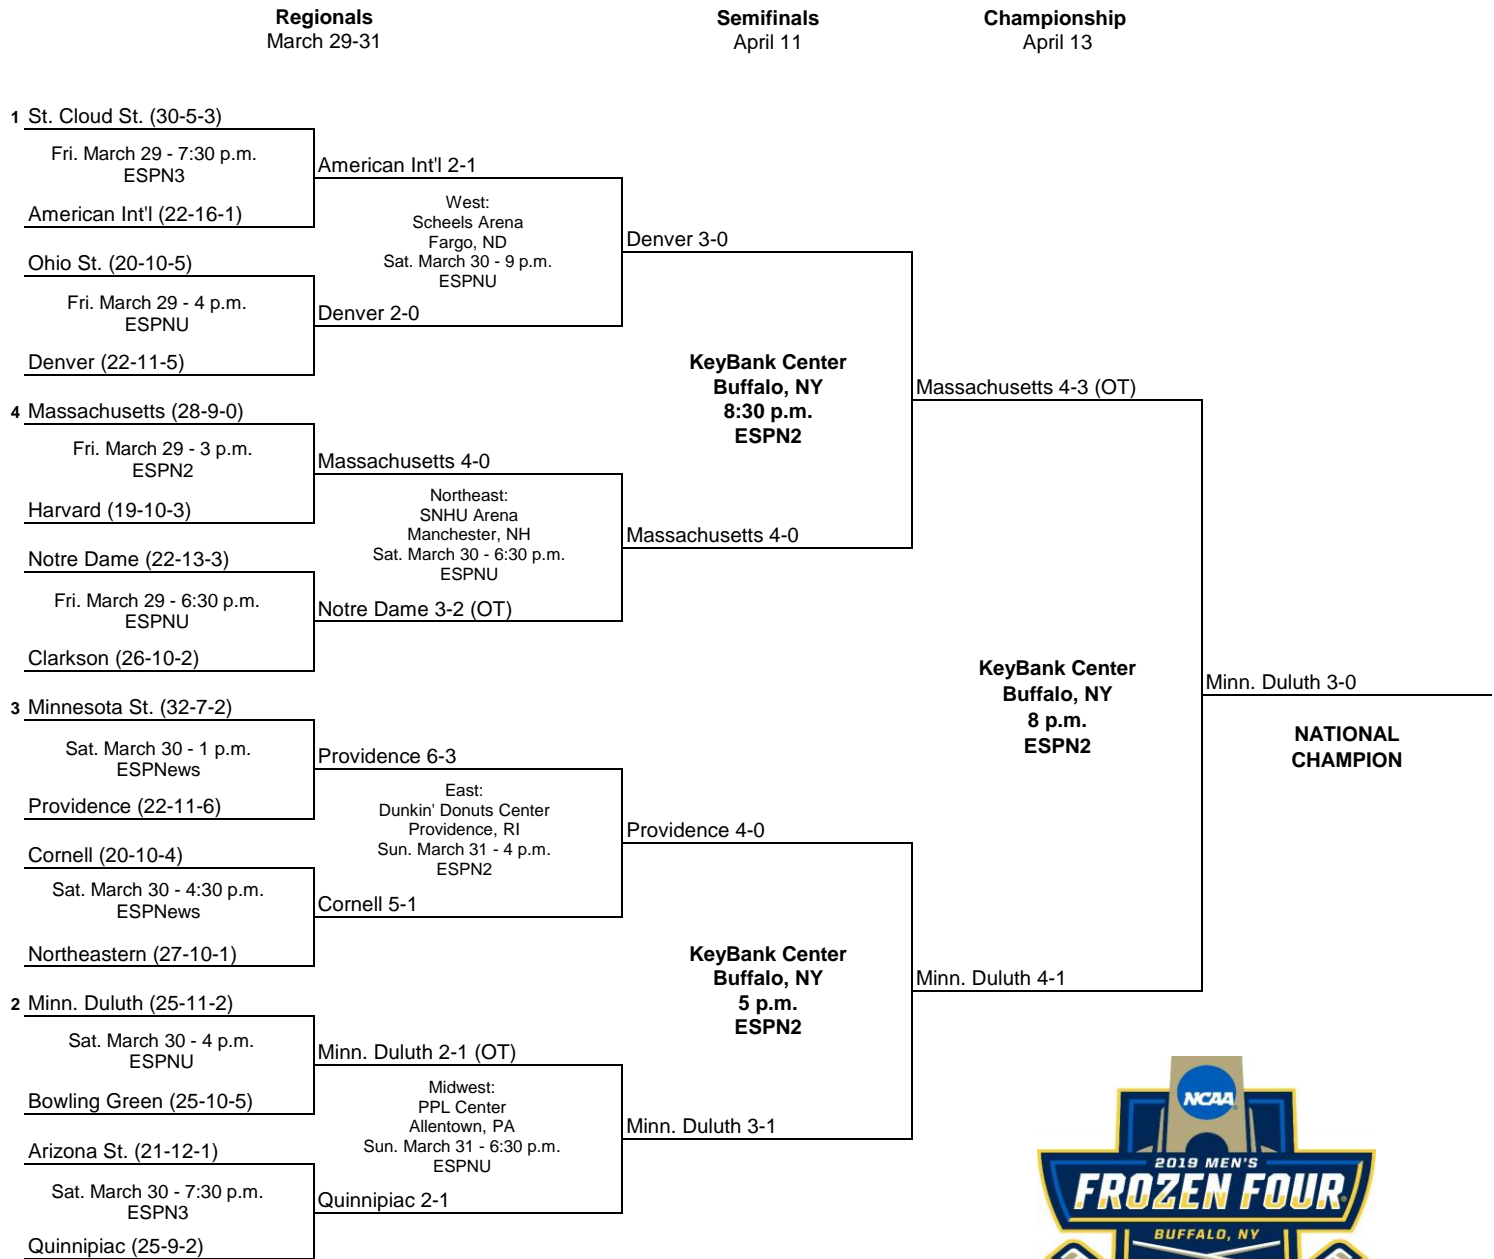 Regionals
March 29-31
Semifinals
April 11
Championship
April 13
1 St. Cloud St. (30-5-3)
Fri. March 29 - 7:30 p.m.
ESPN3
American Int'l (22-16-1)
American Int'l 2-1
West:
Scheels Arena
Fargo, ND
Sat. March 30 - 9 p.m.
ESPNU
Ohio St. (20-10-5)
Fri. March 29 - 4 p.m.
ESPNU
Denver (22-11-5)
Denver 2-0
Denver 3-0
KeyBank Center
Buffalo, NY
8:30 p.m.
ESPN2
4 Massachusetts (28-9-0)
Fri. March 29 - 3 p.m.
ESPN2
Harvard (19-10-3)
Massachusetts 4-0
Northeast:
SNHU Arena
Manchester, NH
Sat. March 30 - 6:30 p.m.
ESPNU
Notre Dame (22-13-3)
Fri. March 29 - 6:30 p.m.
ESPNU
Clarkson (26-10-2)
Notre Dame 3-2 (OT)
Massachusetts 4-0
Massachusetts 4-3 (OT)
KeyBank Center
Buffalo, NY
8 p.m.
ESPN2
Minn. Duluth 3-0
NATIONAL
CHAMPION
3 Minnesota St. (32-7-2)
Sat. March 30 - 1 p.m.
ESPNews
Providence (22-11-6)
Providence 6-3
East:
Dunkin' Donuts Center
Providence, RI
Sun. March 31 - 4 p.m.
ESPN2
Cornell (20-10-4)
Sat. March 30 - 4:30 p.m.
ESPNews
Northeastern (27-10-1)
Cornell 5-1
Providence 4-0
KeyBank Center
Buffalo, NY
5 p.m.
ESPN2
Minn. Duluth 4-1
2 Minn. Duluth (25-11-2)
Sat. March 30 - 4 p.m.
ESPNU
Bowling Green (25-10-5)
Minn. Duluth 2-1 (OT)
Midwest:
PPL Center
Allentown, PA
Sun. March 31 - 6:30 p.m.
ESPNU
Arizona St. (21-12-1)
Sat. March 30 - 7:30 p.m.
ESPN3
Quinnipiac (25-9-2)
Quinnipiac 2-1
Minn. Duluth 3-1
NCAA
2019 MEN'S
FROZEN FOUR
BUFFALO, NY